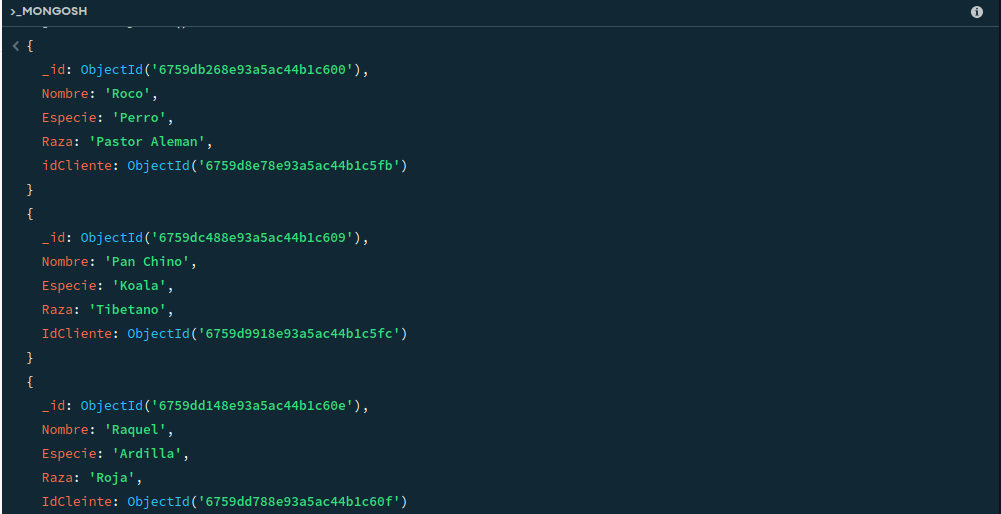 >_MONGOSH
{
_id: ObjectId('6759db268e93a5ac44b1c600'),
Nombre: 'Roco',
Especie: 'Perro',
Raza: 'Pastor Aleman',
idCliente: ObjectId('6759d8e78e93a5ac44b1c5fb')
}
{
_id: ObjectId('6759dc488e93a5ac44b1c609'),
Nombre: 'Pan Chino',
Especie: 'Koala',
Raza: 'Tibetano',
IdCliente: ObjectId('6759d9918e93a5ac44b1c5fc')
}
{
_id: ObjectId('6759dd148e93a5ac44b1c60e'),
Nombre: 'Raquel',
Especie: 'Ardilla',
Raza: 'Roja',
IdCleinte: ObjectId('6759dd788e93a5ac44b1c60f')